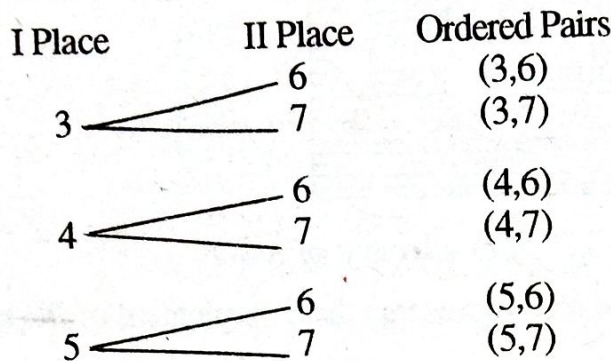 I Place II Place Ordered Pairs
6 (3,6)
3 7 (3,7)
6 (4,6)
4 7 (4,7)
6 (5,6)
5 7 (5,7)